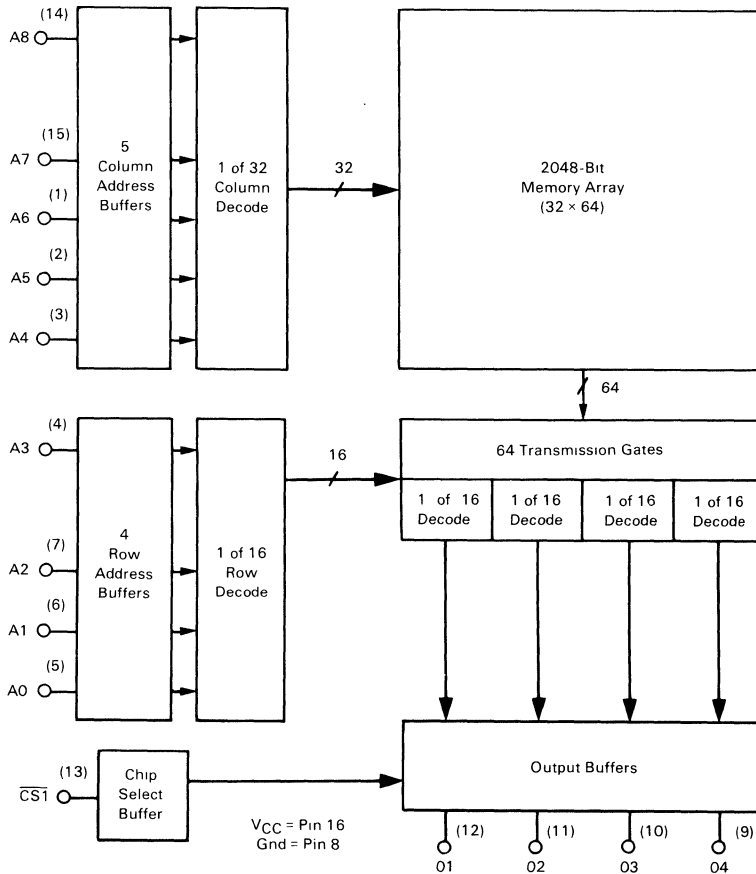 (14)
A8
(15)
A7
(1)
A6
(2)
A5
(3)
A4
5
Column
Address
Buffers
1 of 32
Column
Decode
32
2048-Bit
Memory Array
(32 × 64)
64
(4)
A3
(7)
A2
(6)
A1
(5)
A0
4
Row
Address
Buffers
1 of 16
Row
Decode
16
64 Transmission Gates
1 of 16
Decode
1 of 16
Decode
1 of 16
Decode
1 of 16
Decode
(13)
CS1
Chip
Select
Buffer
VCC = Pin 16
Gnd = Pin 8
Output Buffers
(12)
(11)
(10)
(9)
01
02
03
04